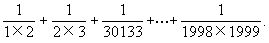 1/(1×2) + 1/(2×3) + 1/30133 + ⋯ + 1/(1998×1999).